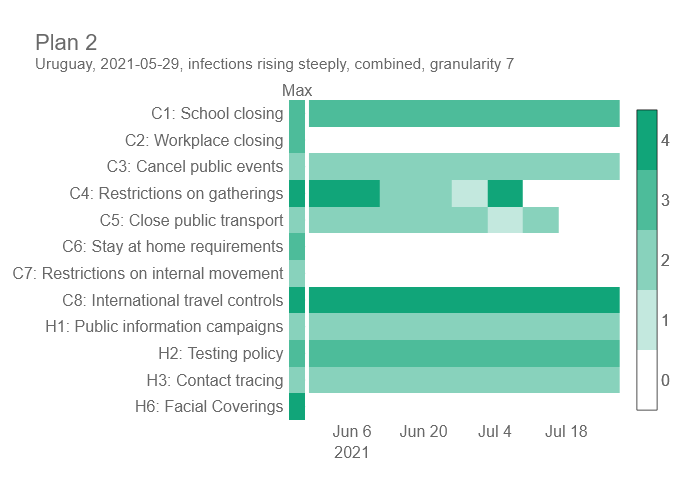 Plan 2
Uruguay, 2021-05-29, infections rising steeply, combined, granularity 7
Max
C1: School closing
C2: Workplace closing
C3: Cancel public events
C4: Restrictions on gatherings
C5: Close public transport
C6: Stay at home requirements
C7: Restrictions on internal movement
C8: International travel controls
H1: Public information campaigns
H2: Testing policy
H3: Contact tracing
H6: Facial Coverings
4
3
2
1
0
Jun 6 Jun 20 Jul 4 Jul 18
2021